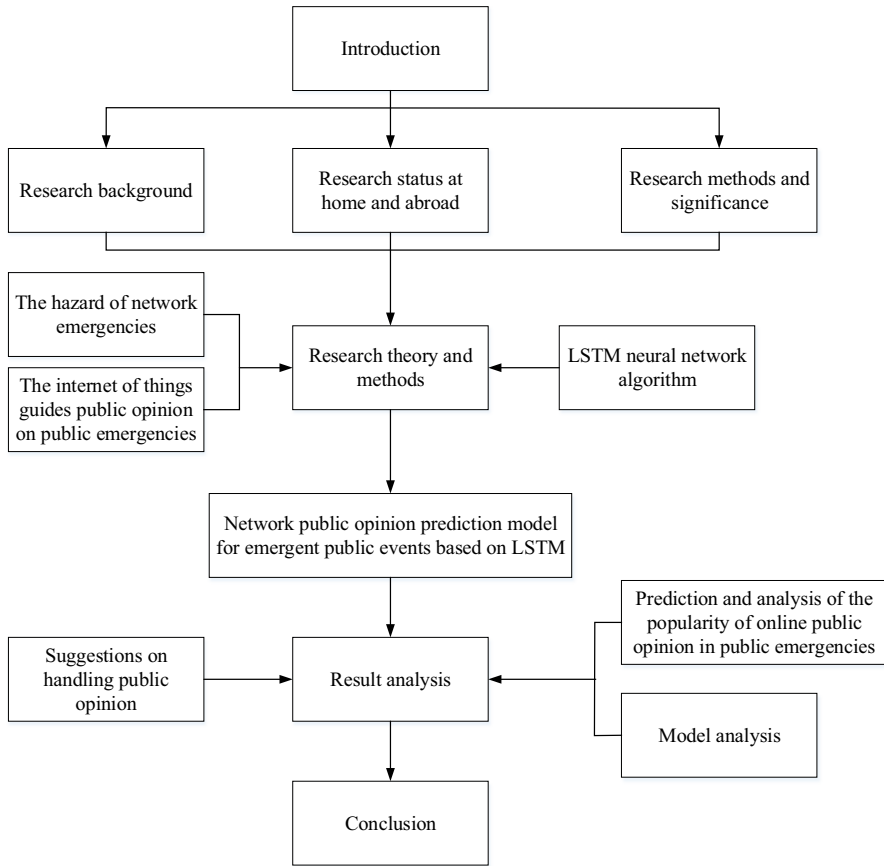 Introduction
Research background
Research status at
home and abroad
Research methods and
significance
The hazard of network
emergencies
The internet of things
guides public opinion
on public emergencies
Research theory and
methods
LSTM neural network
algorithm
Network public opinion prediction model
for emergent public events based on LSTM
Prediction and analysis of the
popularity of online public
opinion in public emergencies
Suggestions on
handling public
opinion
Result analysis
Model analysis
Conclusion